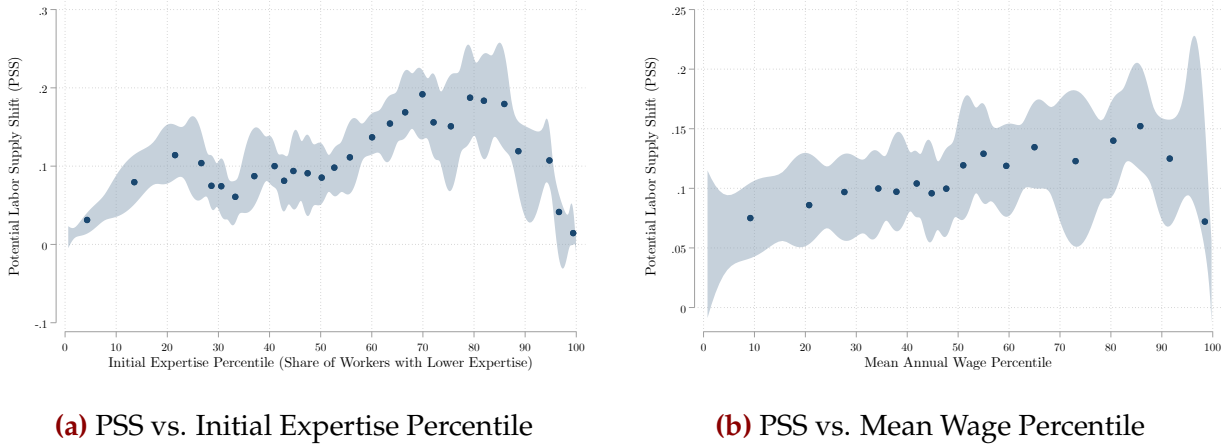 Potential Labor Supply Shift (PSS)
.3
.2
.1
0
-.1
0 10 20 30 40 50 60 70 80 90 100
Initial Expertise Percentile (Share of Workers with Lower Expertise)
(a) PSS vs. Initial Expertise Percentile
Potential Labor Supply Shift (PSS)
.25
.2
.15
.1
.05
0
0 10 20 30 40 50 60 70 80 90 100
Mean Annual Wage Percentile
(b) PSS vs. Mean Wage Percentile